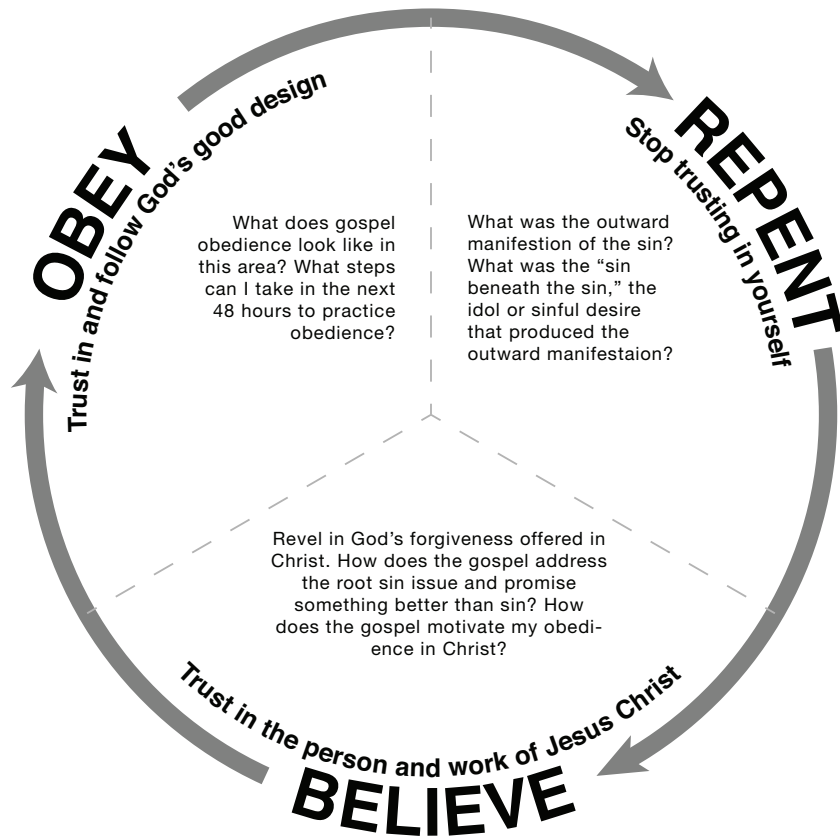 OBEY
Trust in and follow God’s good design
What does gospel
obedience look like in
this area? What steps
can I take in the next
48 hours to practice
obedience?
REPENT
Stop trusting in yourself
What was the outward
manifestion of the sin?
What was the “sin
beneath the sin,” the
idol or sinful desire
that produced the
outward manifestaion?
Revel in God’s forgiveness offered in
Christ. How does the gospel address
the root sin issue and promise
something better than sin? How
does the gospel motivate my obedi-
ence in Christ?
Trust in the person and work of Jesus Christ
BELIEVE